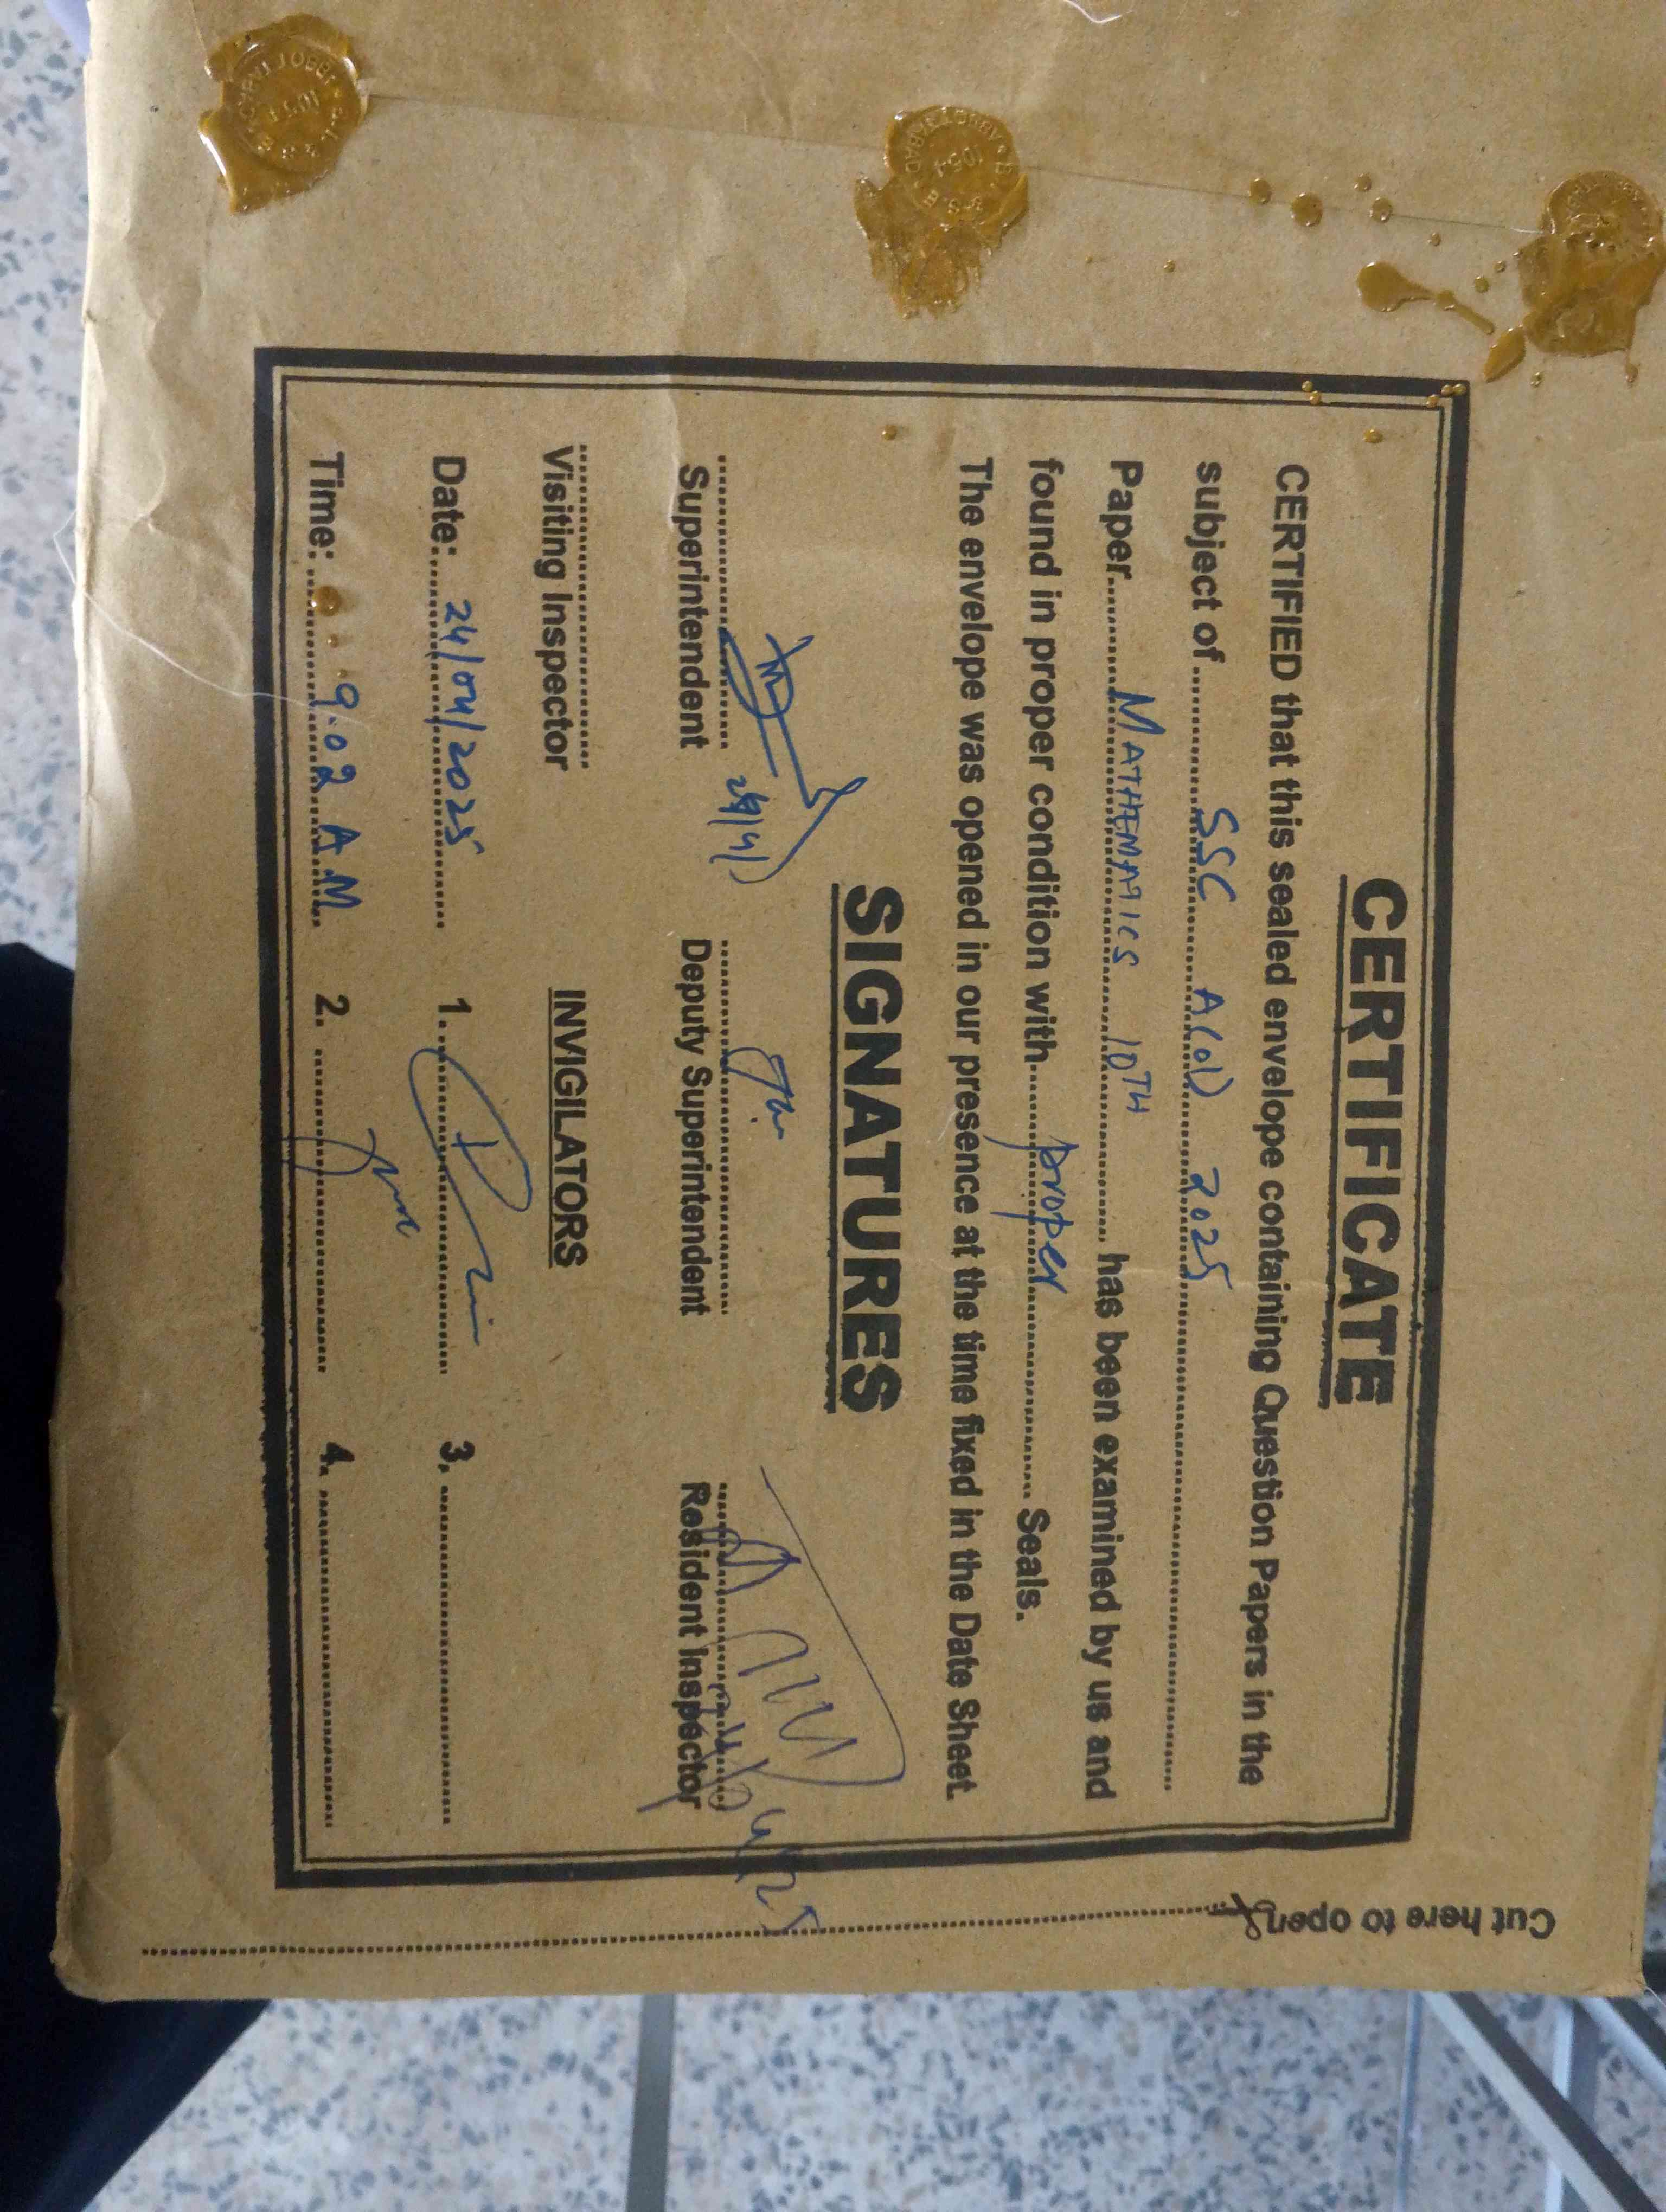 CERTIFICATE
CERTIFIED that this sealed envelope containing Question Papers in the
subject of ........ SSC A(01) 2025 ........
Paper........ MATHEMATICS 10TH ........ has been examined by us and
found in proper condition with........ proper ........ Seals.
The envelope was opened in our presence at the time fixed in the Date Sheet.
SIGNATURES
Superintendent Deputy Superintendent Resident Inspector
Visiting Inspector
INVIGILATORS
Date: 24/04/2025 1. 3.
Time: 9.02 A.M 2. 4.
Cut here to open